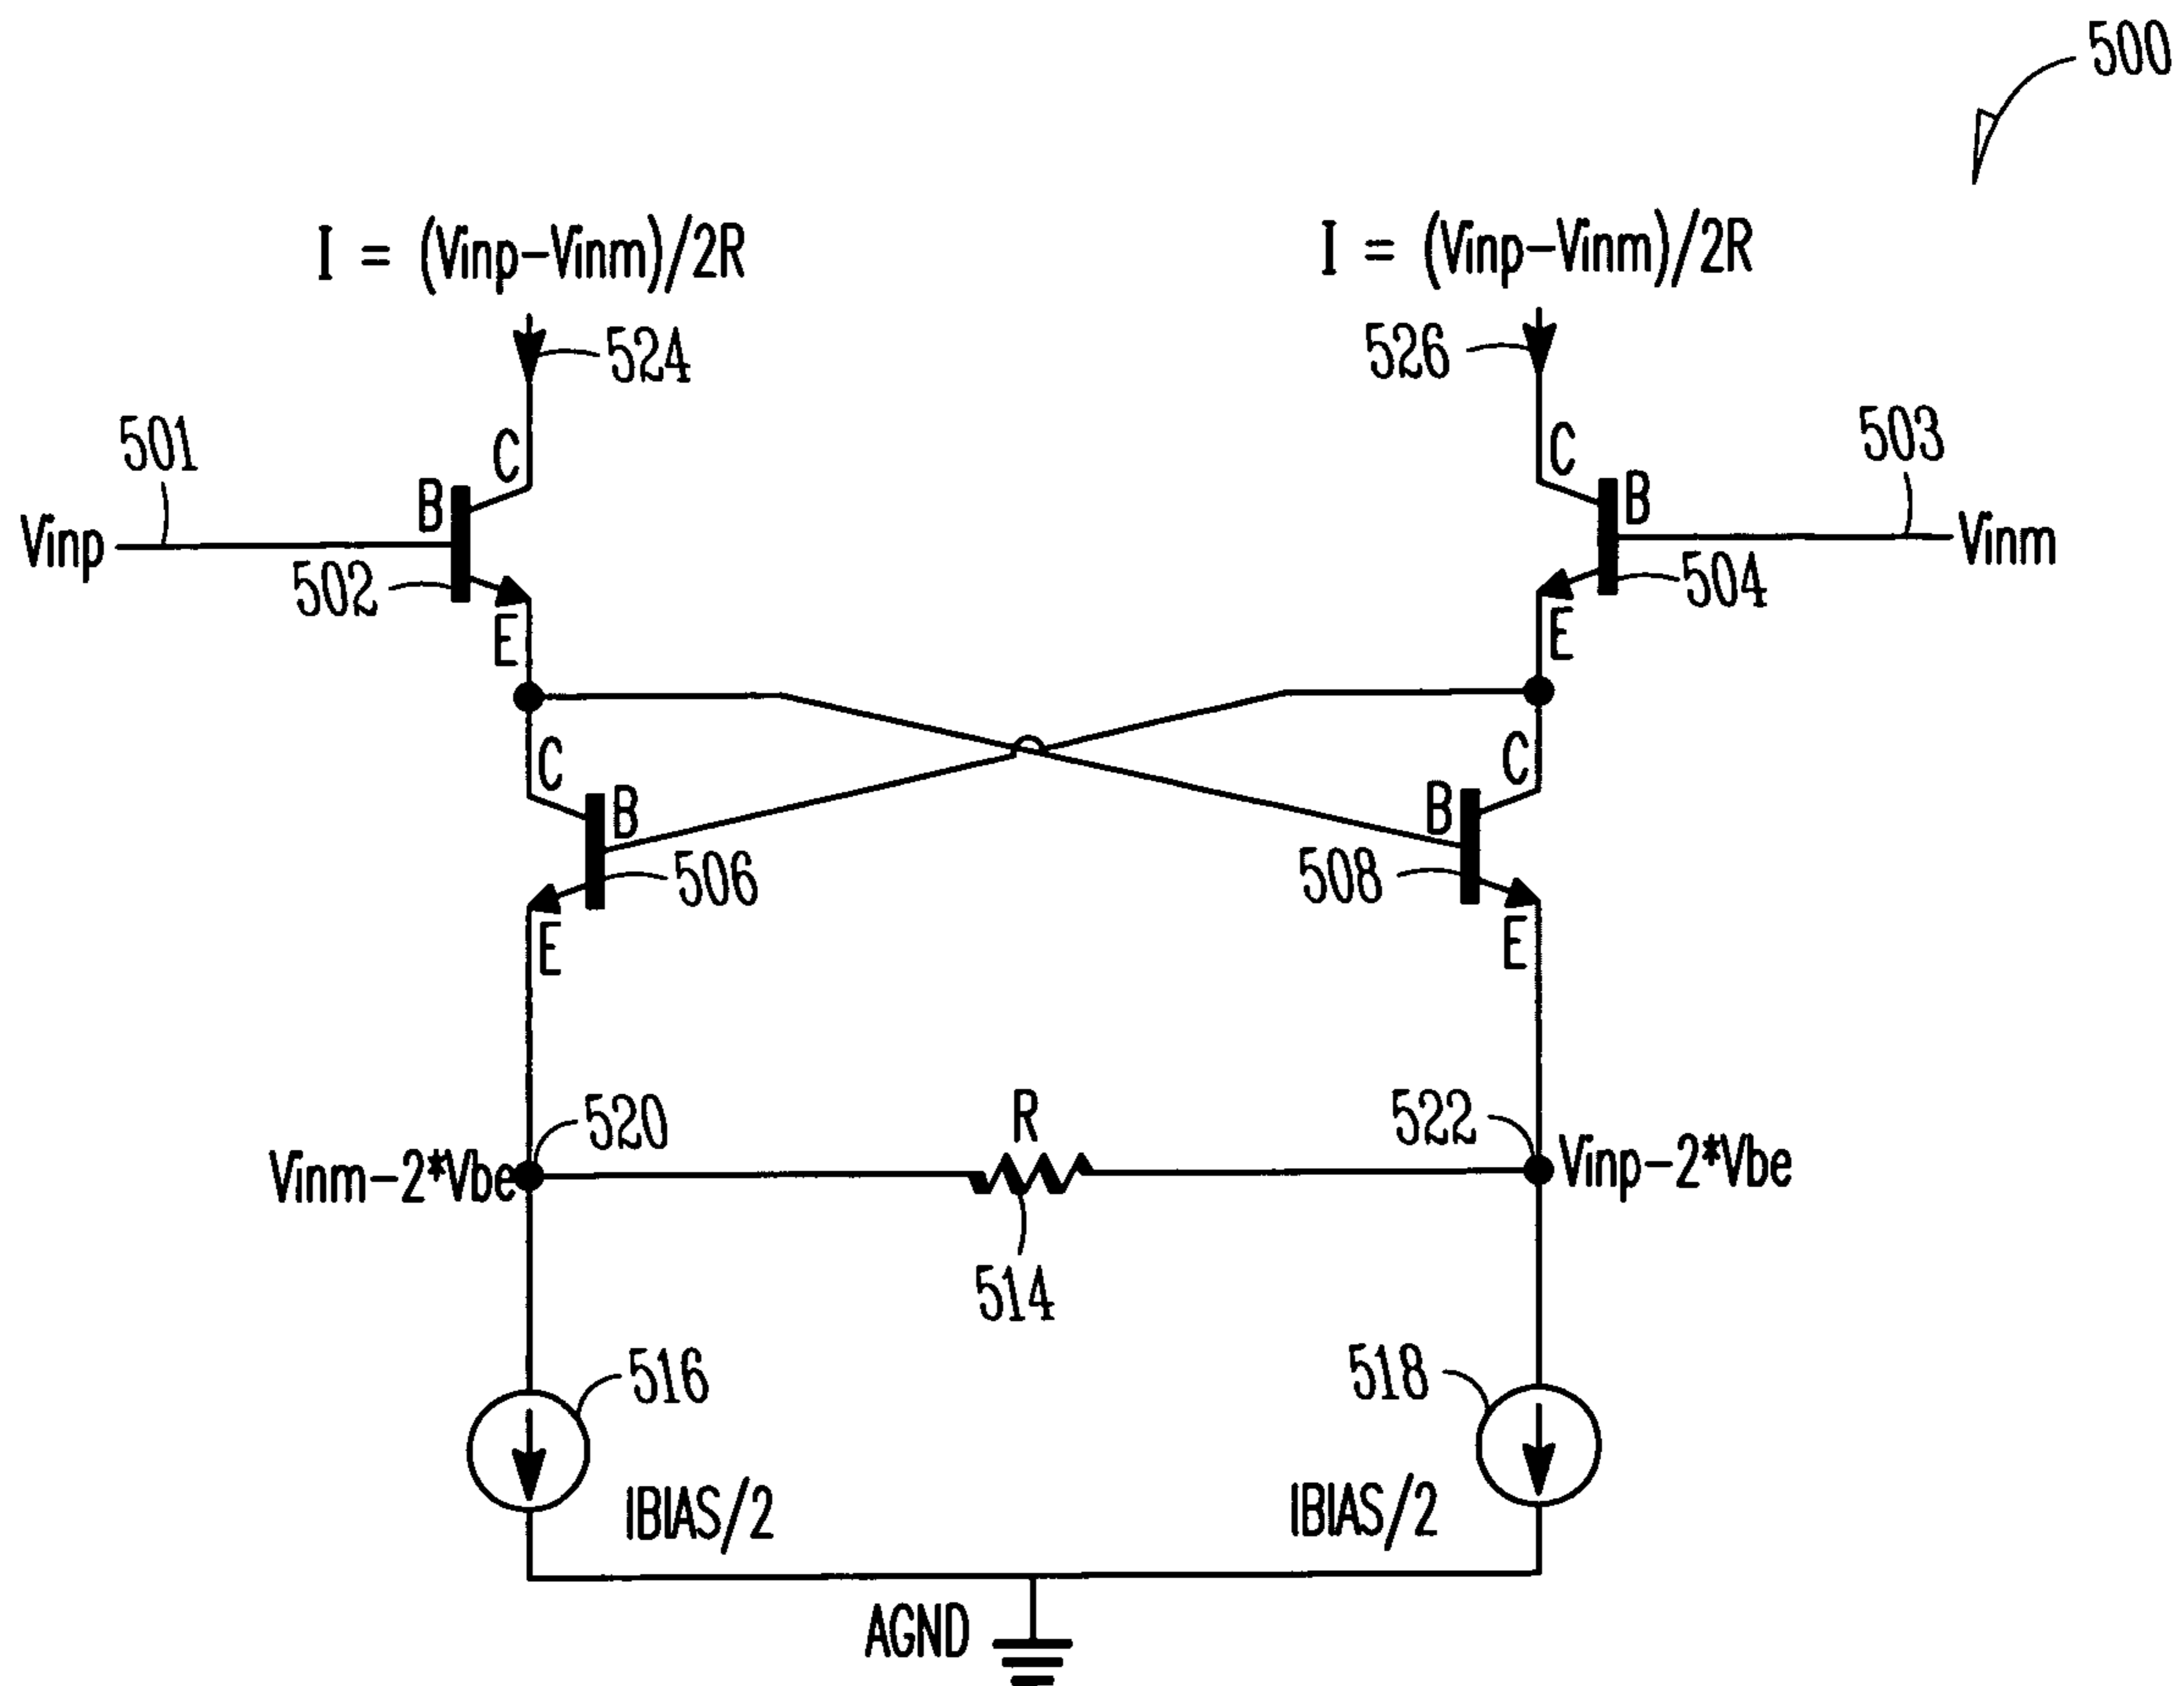 500
I = (Vinp-Vinm)/2R
I = (Vinp-Vinm)/2R
524
526
501
503
C
C
B
B
Vinp
Vinm
502
504
E
E
C
C
B
B
506
508
E
E
R
520
522
Vinm-2*Vbe
Vinp-2*Vbe
514
516
518
IBIAS/2
IBIAS/2
AGND